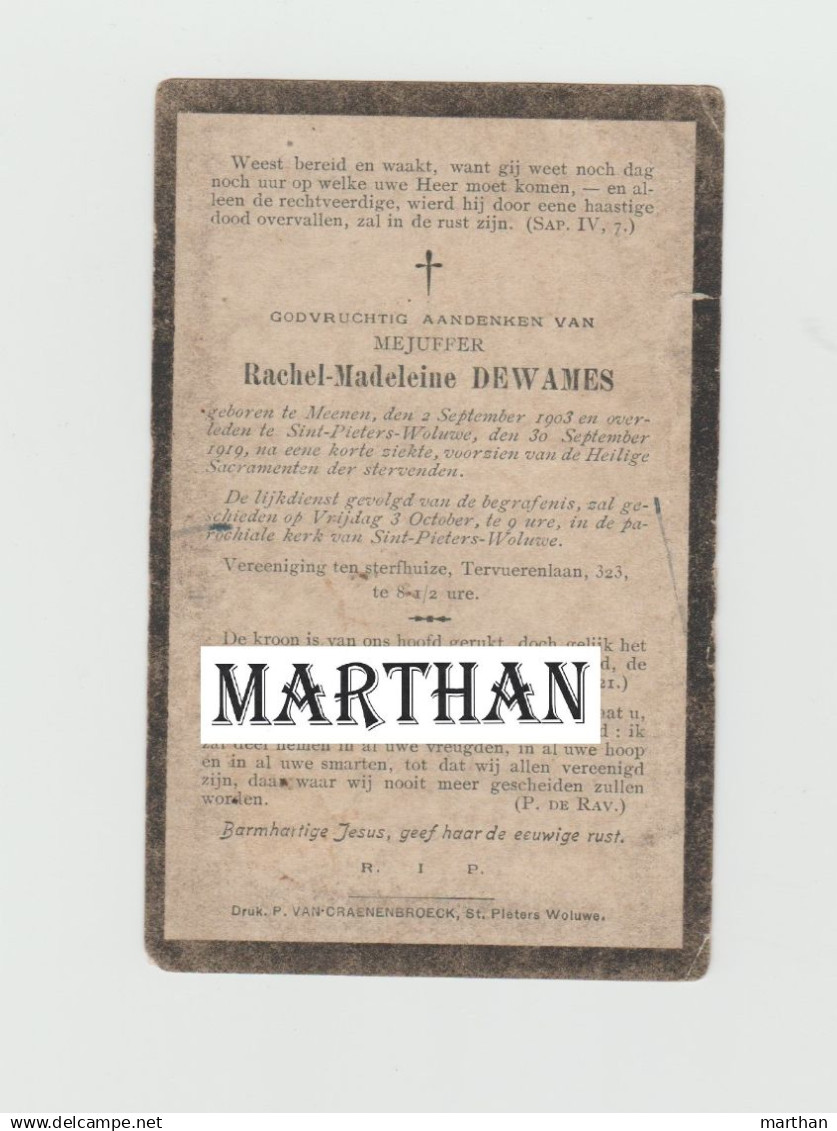 Weest bereid en waakt, want gij weet noch dag
noch uur op welke uwe Heer moet komen, — en al-
leen de rechtveerdige, wierd hij door eene haastige
dood overvallen, zal in de rust zijn. (SAP. IV, 7.)
GODVRUCHTIG AANDENKEN VAN
MEJUFFER
Rachel-Madeleine DEWAMES
geboren te Meenen, den 2 September 1903 en over-
leden te Sint-Pieters-Woluwe, den 30 September
1919, na eene korte ziekte, voorzien van de Heilige
Sacramenten der stervenden.
De lijkdienst gevolgd van de begrafenis, zal ge-
schieden op Vrijdag 3 October, te 9 ure, in de pa-
rochiale kerk van Sint-Pieters-Woluwe.
Vereeniging ten sterfhuize, Tervuerenlaan, 323,
te 8-1/2 ure.
De kroon is van ons hoofd gerukt, doch gelijk het
d, de
21.)
MARTHAN
at u,
d : ik
zal deel nemen in al uwe vreugden, in al uwe hoop
en in al uwe smarten, tot dat wij allen vereenigd
zijn, daar waar wij nooit meer gescheiden zullen
worden. (P. DE RAV.)
Barmhartige Jesus, geef haar de eeuwige rust.
R. I P.
Druk. P. VAN CRAENENBROECK, St. Pieters Woluwe.
delcampe.net
marthan